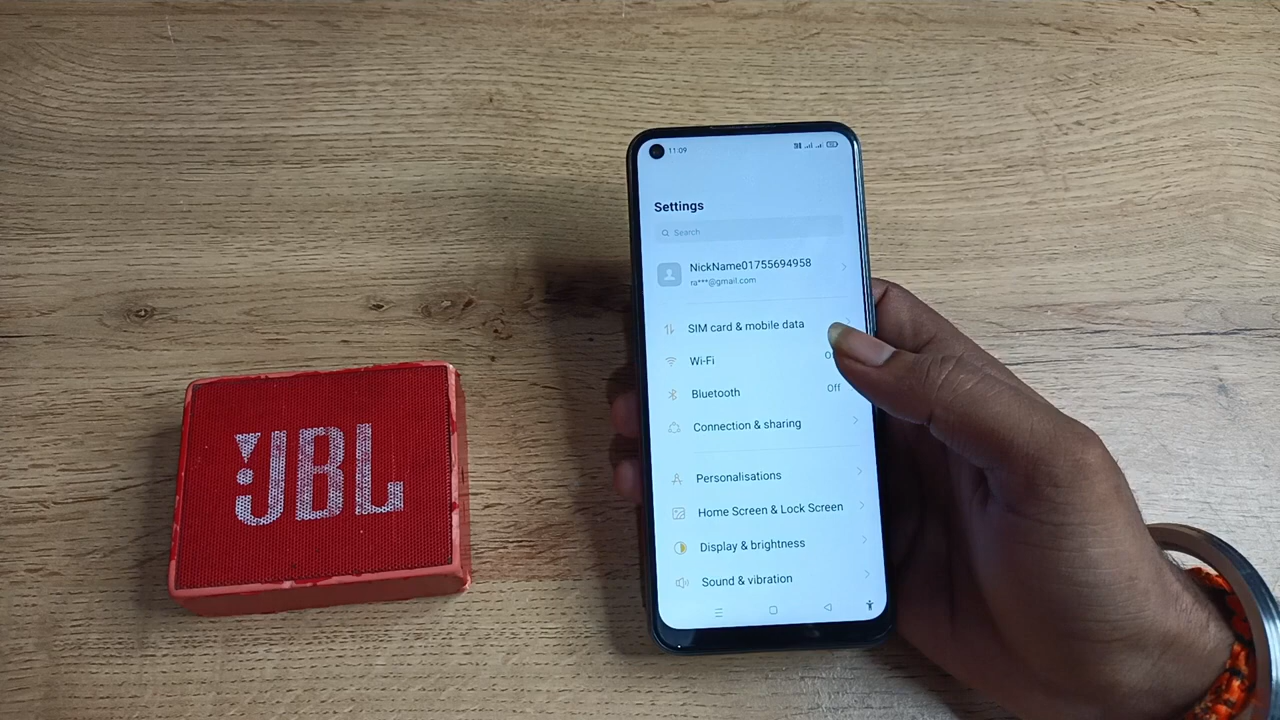 JBL
11:09
Settings
Search
NickName01755694958
ra***@gmail.com
SIM card & mobile data
Wi-Fi
Bluetooth Off
Connection & sharing
Personalisations
Home Screen & Lock Screen
Display & brightness
Sound & vibration